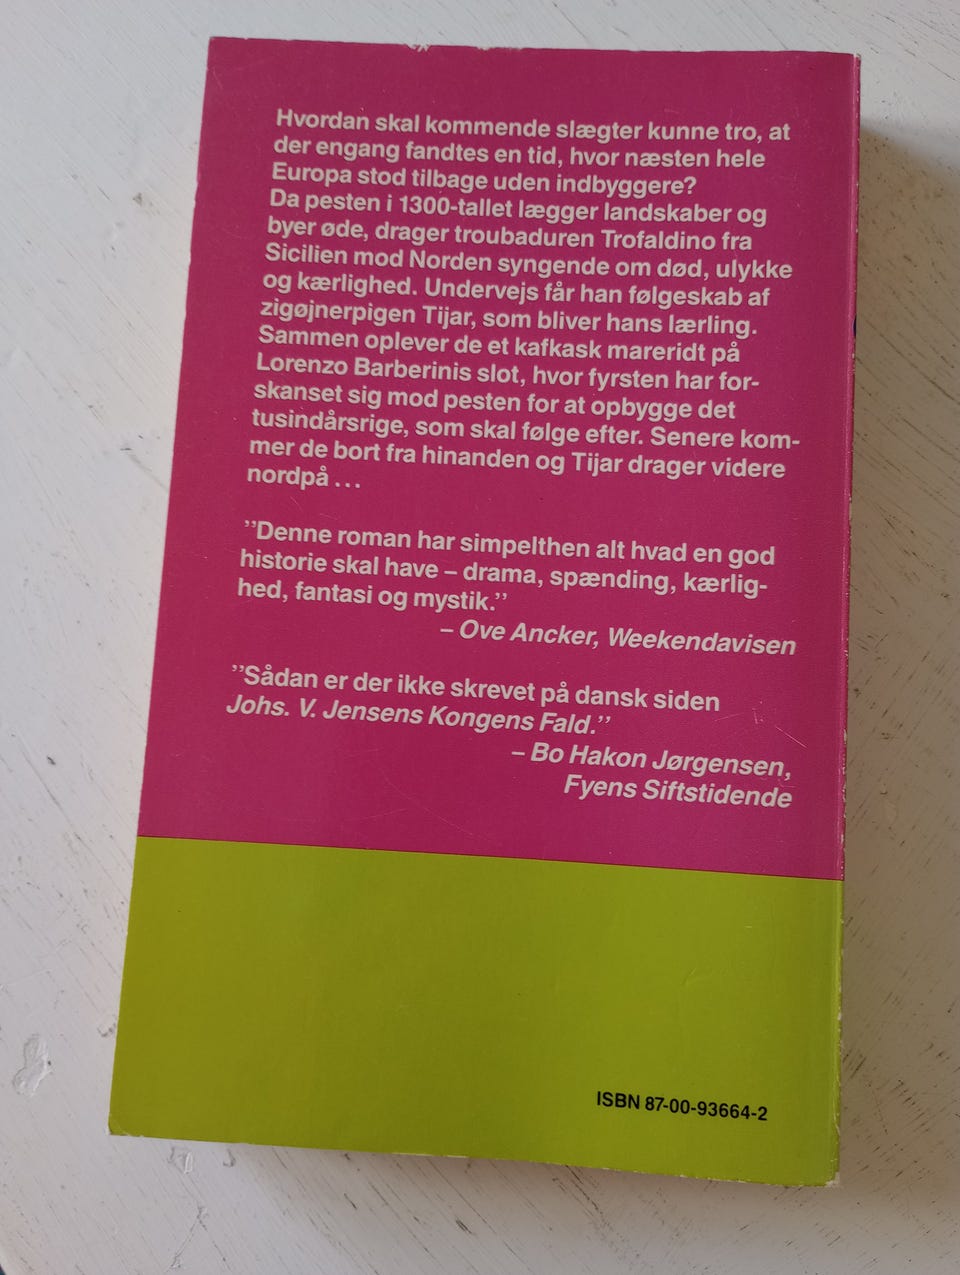 Hvordan skal kommende slægter kunne tro, at
der engang fandtes en tid, hvor næsten hele
Europa stod tilbage uden indbyggere?
Da pesten i 1300-tallet lægger landskaber og
byer øde, drager troubaduren Trofaldino fra
Sicilien mod Norden syngende om død, ulykke
og kærlighed. Undervejs får han følgeskab af
zigøjnerpigen Tijar, som bliver hans lærling.
Sammen oplever de et kafkask mareridt på
Lorenzo Barberinis slot, hvor fyrsten har for-
skanset sig mod pesten for at opbygge det
tusindårsrige, som skal følge efter. Senere kom-
mer de bort fra hinanden og Tijar drager videre
nordpå ...
"Denne roman har simpelthen alt hvad en god
historie skal have – drama, spænding, kærlig-
hed, fantasi og mystik."
– Ove Ancker, Weekendavisen
"Sådan er der ikke skrevet på dansk siden
Johs. V. Jensens Kongens Fald."
– Bo Hakon Jørgensen,
Fyens Siftstidende
ISBN 87-00-93664-2